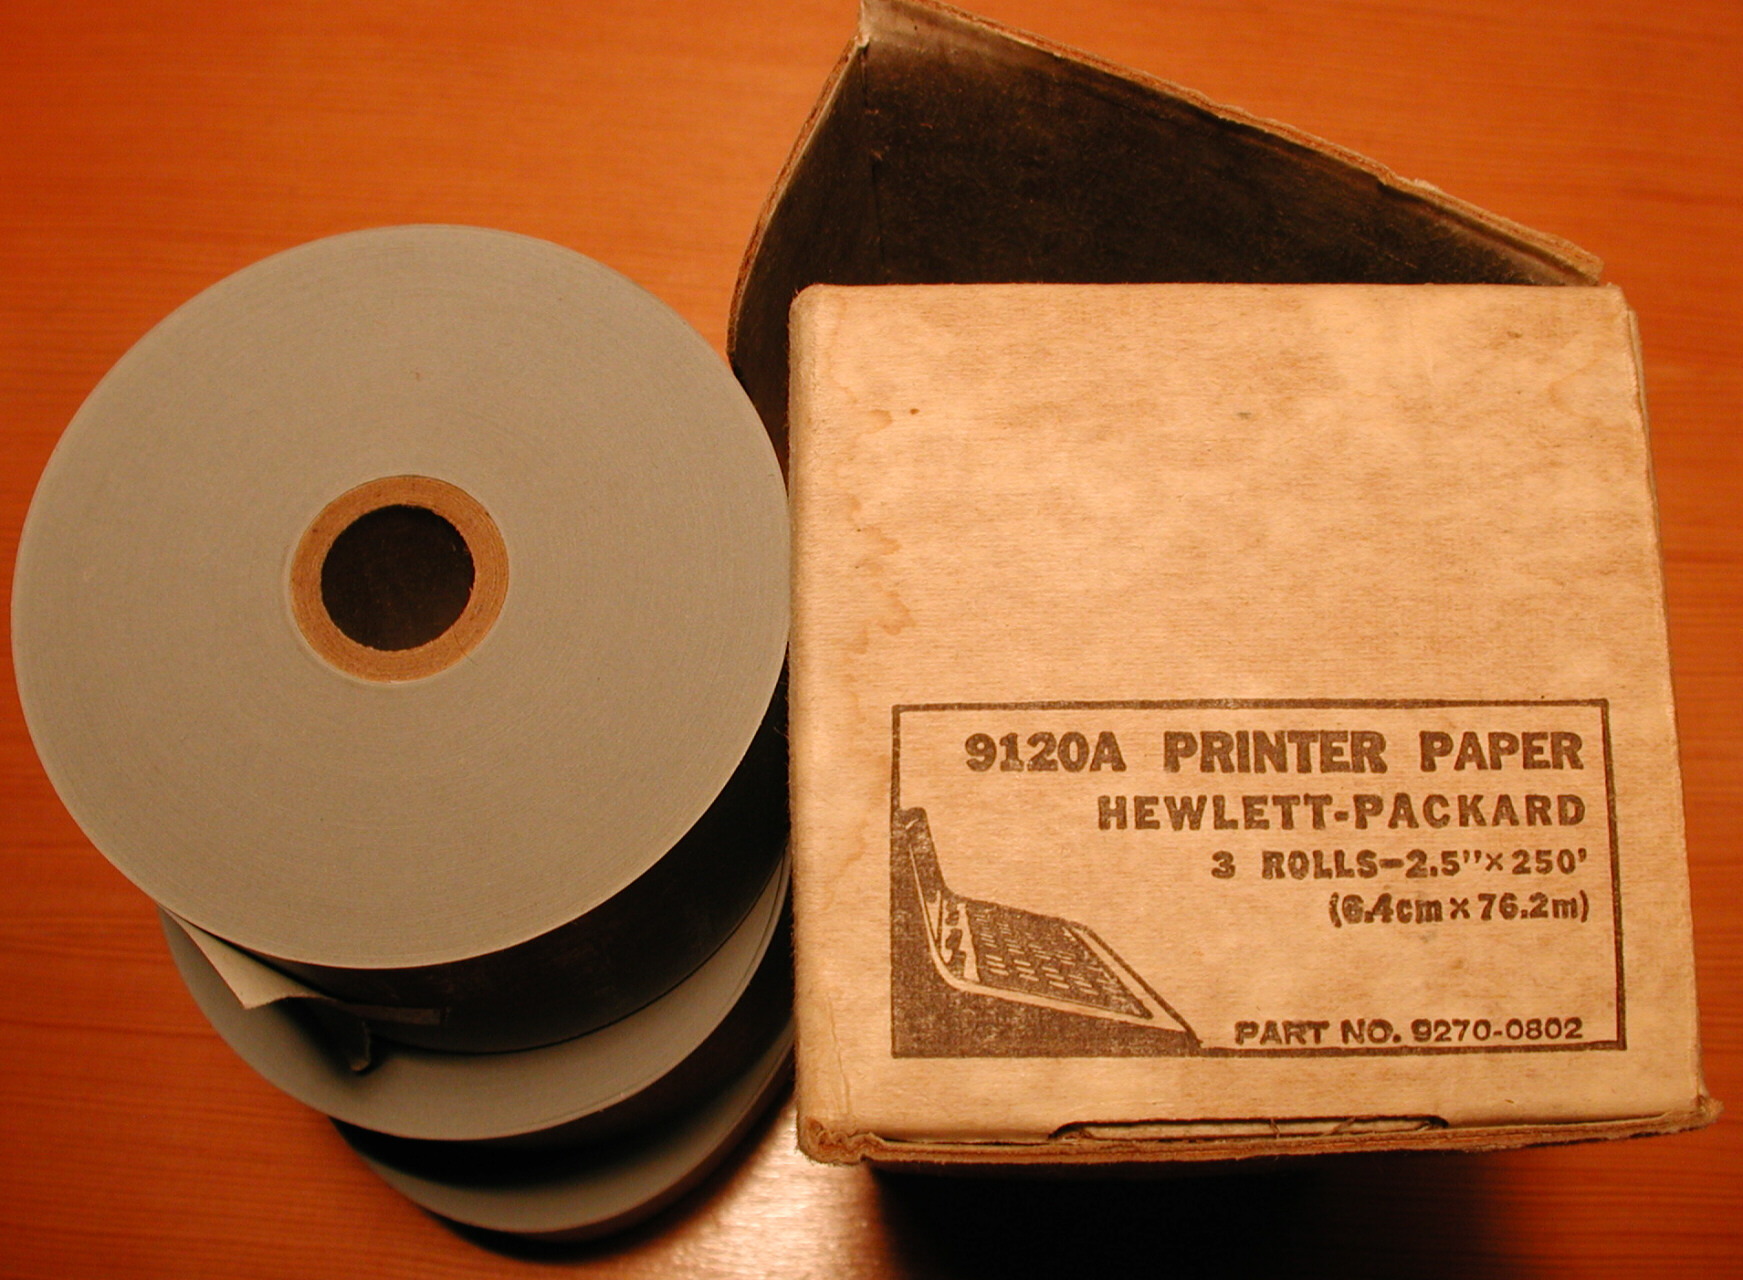 9120A PRINTER PAPER
HEWLETT-PACKARD
3 ROLLS-2.5"×250'
(6.4cm×76.2m)
PART NO. 9270-0802